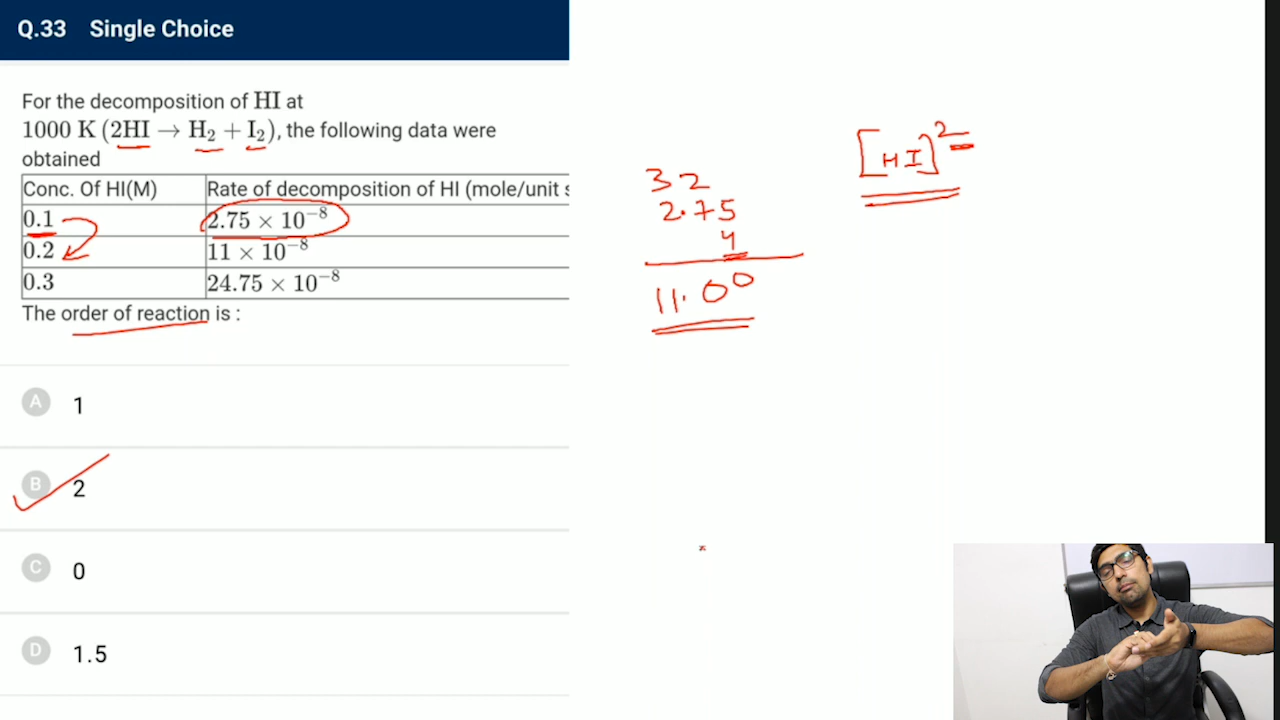 Q.33 Single Choice
For the decomposition of HI at
1000 K (2HI → H₂ + I₂), the following data were
obtained
Conc. Of HI(M) Rate of decomposition of HI (mole/unit
0.1 2.75 × 10⁻⁸
0.2 11 × 10⁻⁸
0.3 24.75 × 10⁻⁸
The order of reaction is :
A 1
B 2
C 0
D 1.5
32
2.75
4
11.00
[HI]²